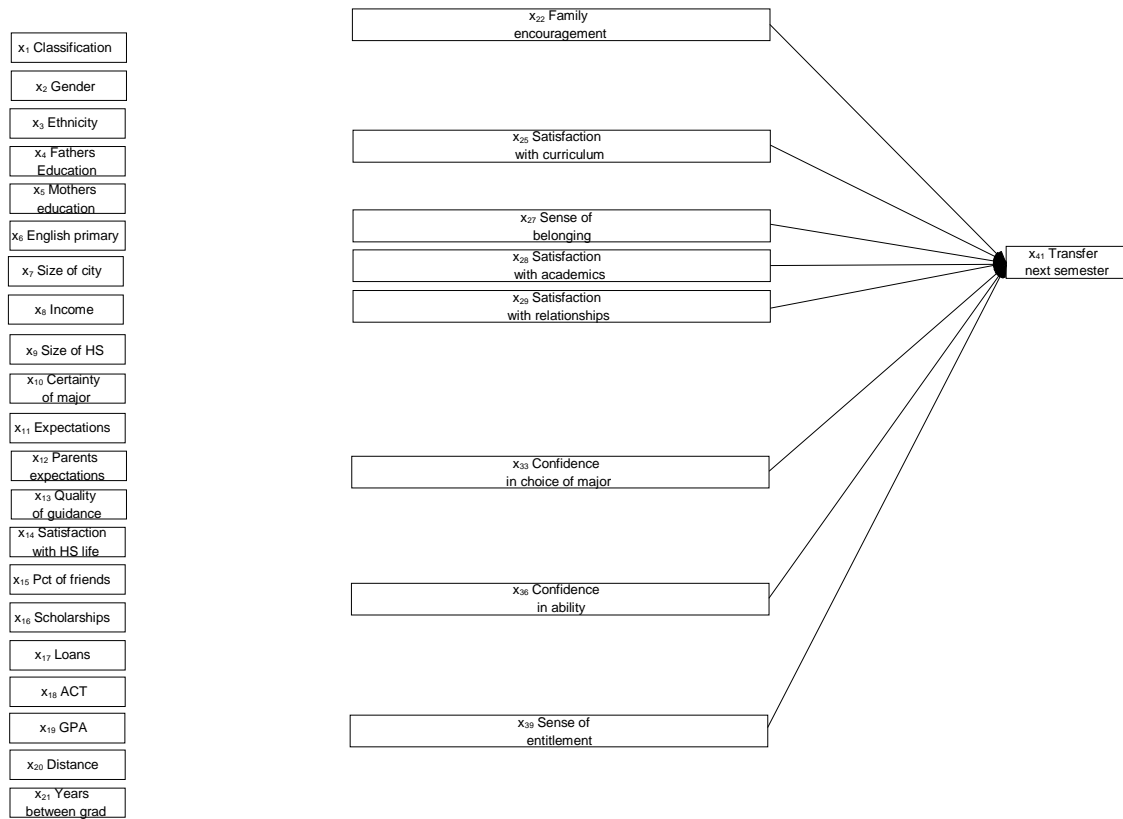 x₁ Classification
x₂ Gender
x₃ Ethnicity
x₄ Fathers
Education
x₅ Mothers
education
x₆ English primary
x₇ Size of city
x₈ Income
x₉ Size of HS
x₁₀ Certainty
of major
x₁₁ Expectations
x₁₂ Parents
expectations
x₁₃ Quality
of guidance
x₁₄ Satisfaction
with HS life
x₁₅ Pct of friends
x₁₆ Scholarships
x₁₇ Loans
x₁₈ ACT
x₁₉ GPA
x₂₀ Distance
x₂₁ Years
between grad
x₂₂ Family
encouragement
x₂₅ Satisfaction
with curriculum
x₂₇ Sense of
belonging
x₂₈ Satisfaction
with academics
x₂₉ Satisfaction
with relationships
x₃₃ Confidence
in choice of major
x₃₆ Confidence
in ability
x₃₉ Sense of
entitlement
x₄₁ Transfer
next semester